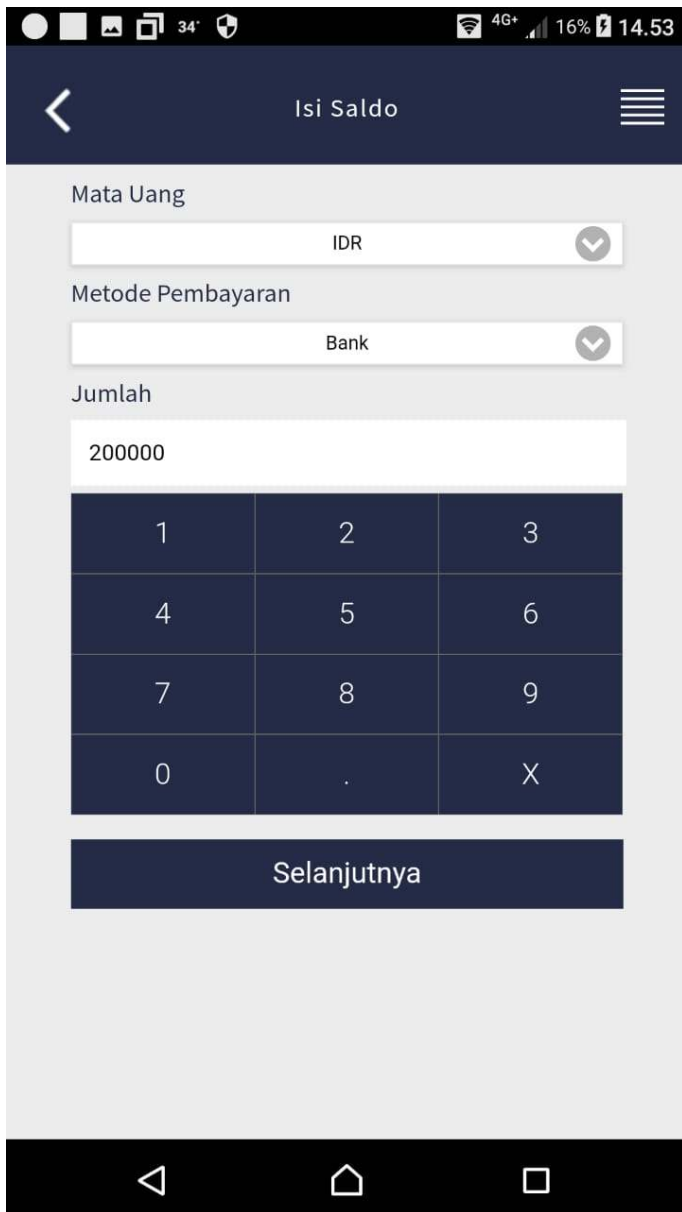 34° 4G+ 16% 14.53
Isi Saldo
Mata Uang
IDR
Metode Pembayaran
Bank
Jumlah
200000
1 2 3
4 5 6
7 8 9
0 . X
Selanjutnya